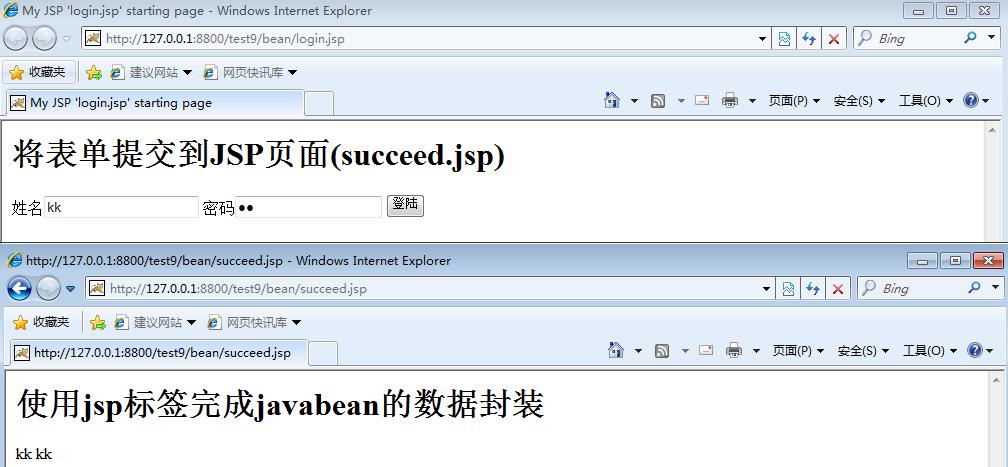 My JSP 'login.jsp' starting page - Windows Internet Explorer
http://127.0.0.1:8800/test9/bean/login.jsp
Bing
收藏夹 建议网站 网页快讯库
My JSP 'login.jsp' starting page 页面(P) 安全(S) 工具(O)
将表单提交到JSP页面(succeed.jsp)
姓名 kk 密码 •• 登陆
http://127.0.0.1:8800/test9/bean/succeed.jsp - Windows Internet Explorer
http://127.0.0.1:8800/test9/bean/succeed.jsp
Bing
收藏夹 建议网站 网页快讯库
http://127.0.0.1:8800/test9/bean/succeed.jsp 页面(P) 安全(S) 工具(O)
使用jsp标签完成javabean的数据封装
kk kk